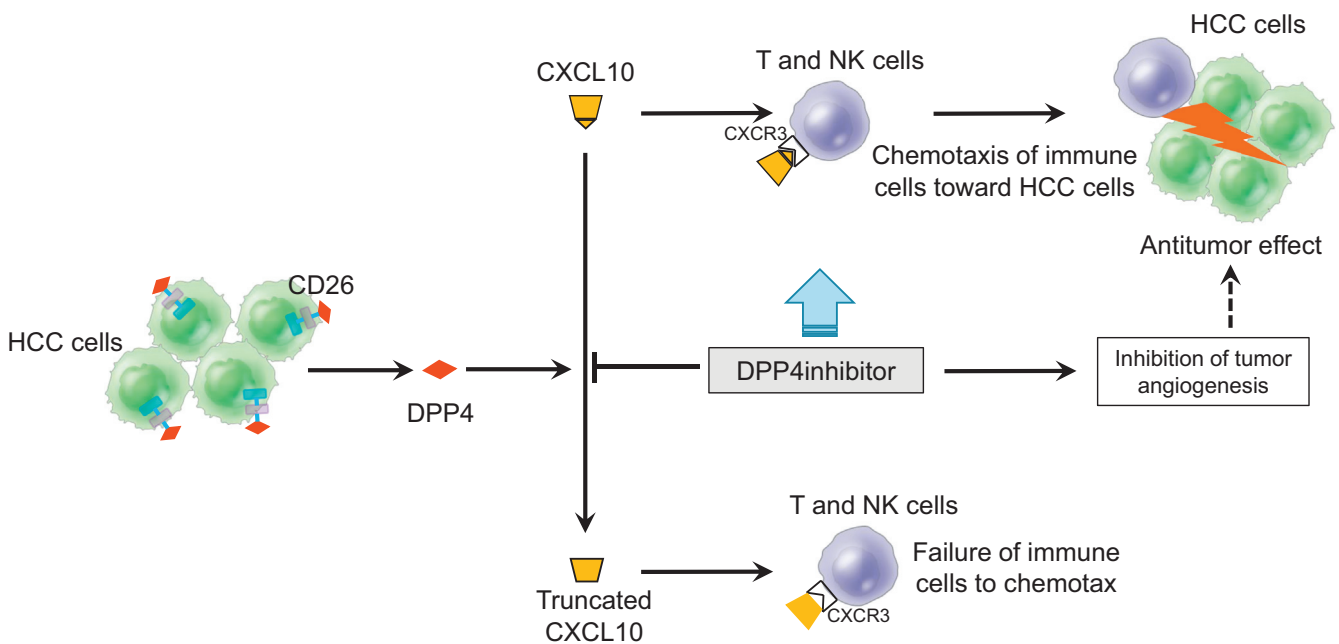 HCC cells
CXCL10
T and NK cells
CXCR3
Chemotaxis of immune
cells toward HCC cells
Antitumor effect
CD26
HCC cells
DPP4
DPP4inhibitor
Inhibition of tumor
angiogenesis
T and NK cells
Failure of immune
cells to chemotax
CXCR3
Truncated
CXCL10